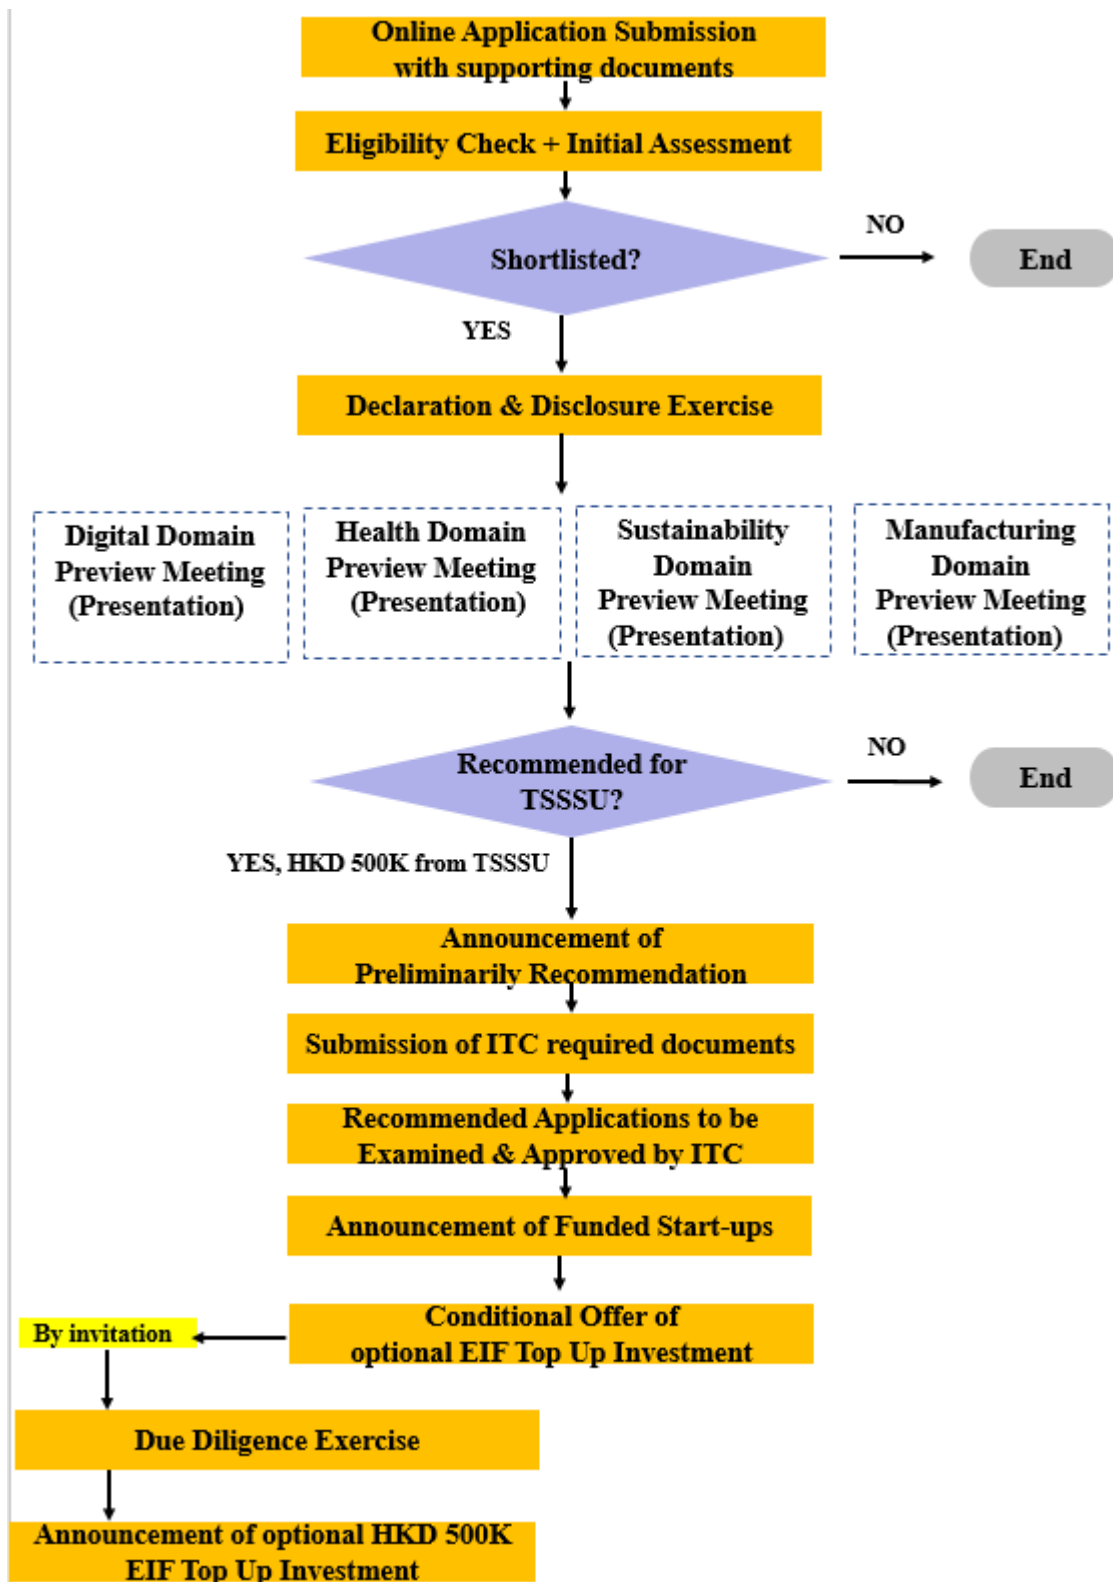 Online Application Submission
with supporting documents
Eligibility Check + Initial Assessment
Shortlisted?
NO
End
YES
Declaration & Disclosure Exercise
Digital Domain
Preview Meeting
(Presentation)
Health Domain
Preview Meeting
(Presentation)
Sustainability
Domain
Preview Meeting
(Presentation)
Manufacturing
Domain
Preview Meeting
(Presentation)
Recommended for
TSSSU?
NO
End
YES, HKD 500K from TSSSU
Announcement of
Preliminarily Recommendation
Submission of ITC required documents
Recommended Applications to be
Examined & Approved by ITC
Announcement of Funded Start-ups
Conditional Offer of
optional EIF Top Up Investment
By invitation
Due Diligence Exercise
Announcement of optional HKD 500K
EIF Top Up Investment